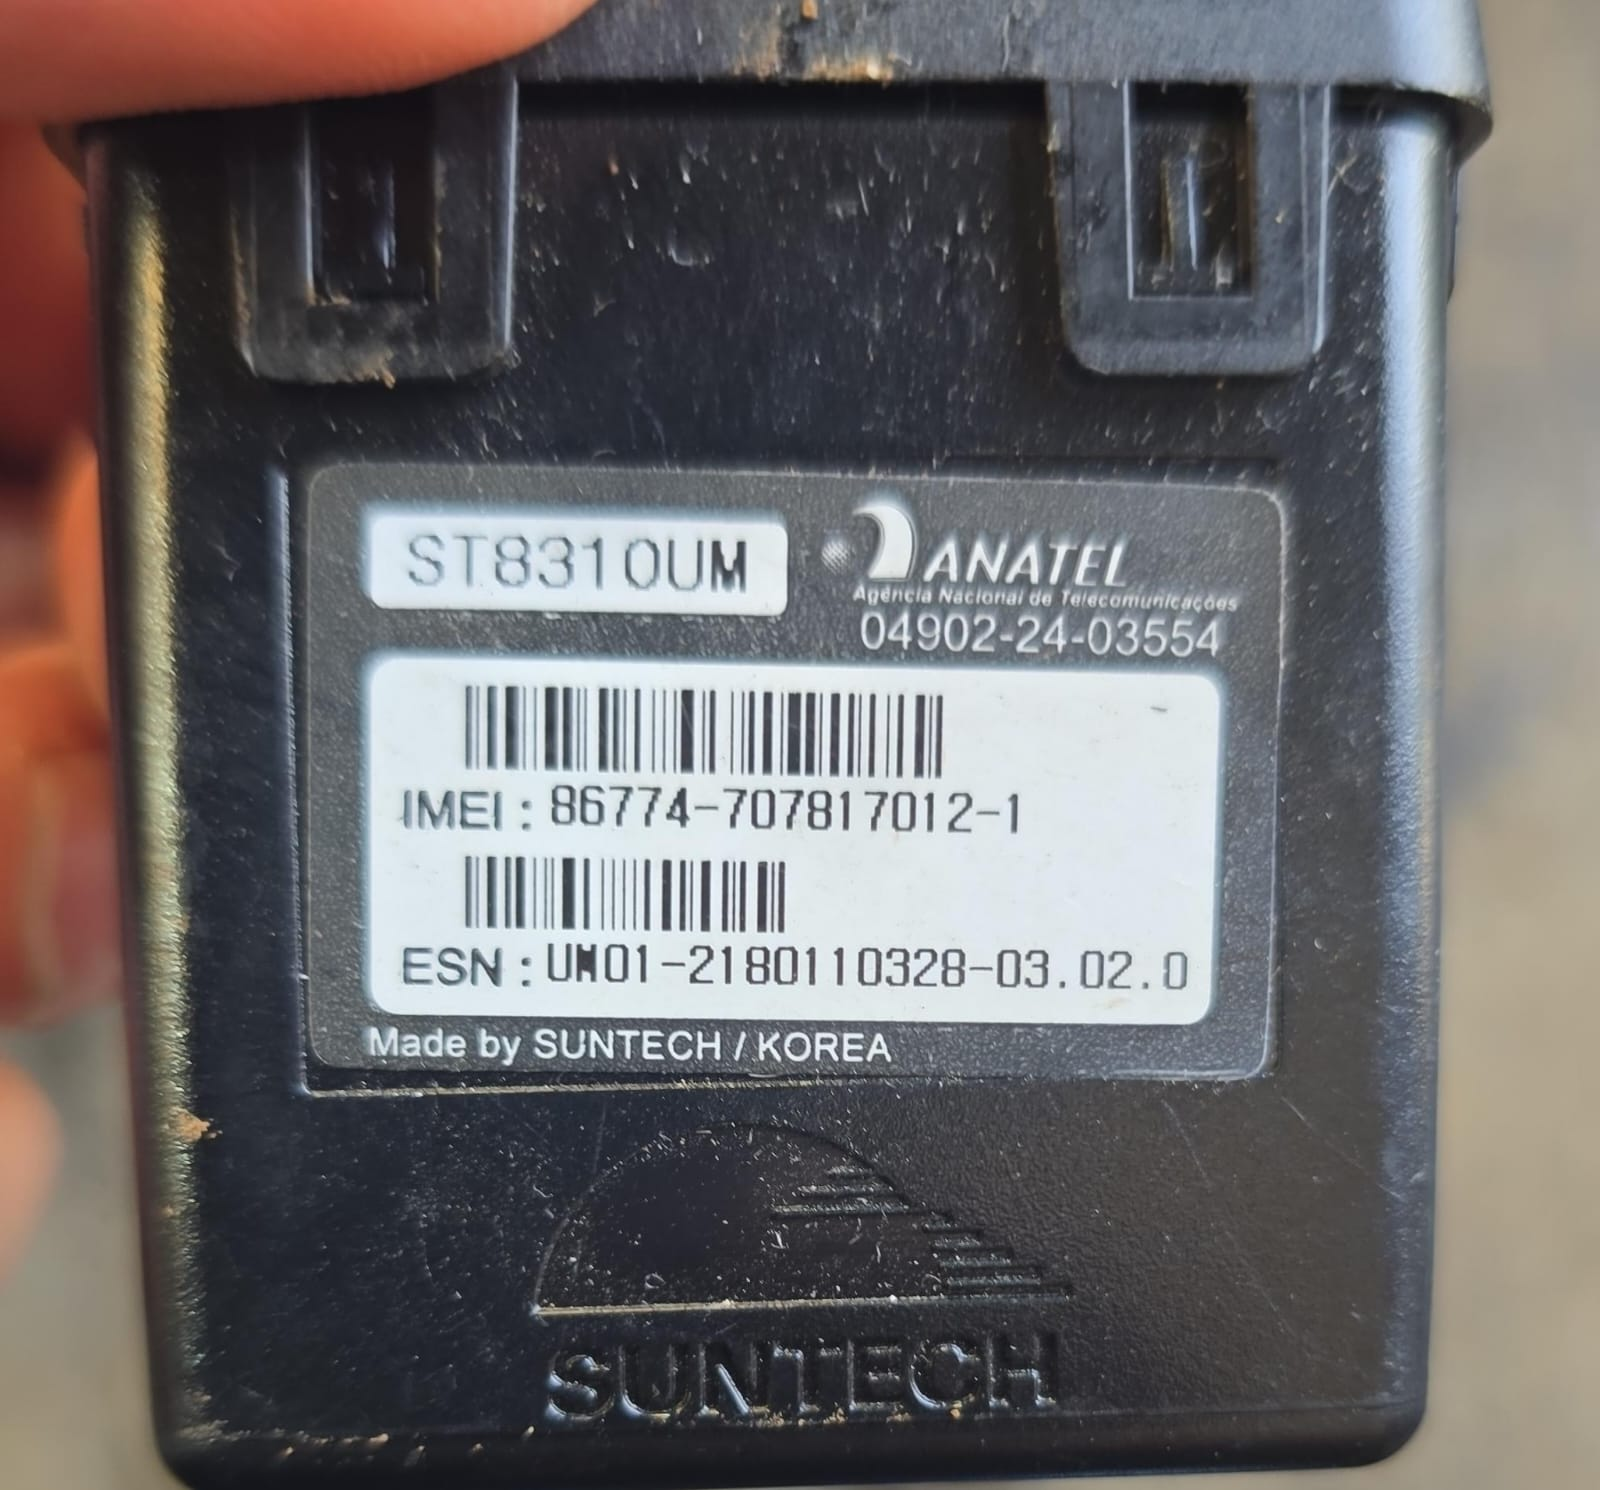 ST8310UM
ANATEL
Agência Nacional de Telecomunicações
04902-24-03554
IMEI : 86774-707817012-1
ESN : UM01-2180110328-03.02.0
Made by SUNTECH / KOREA
SUNTECH